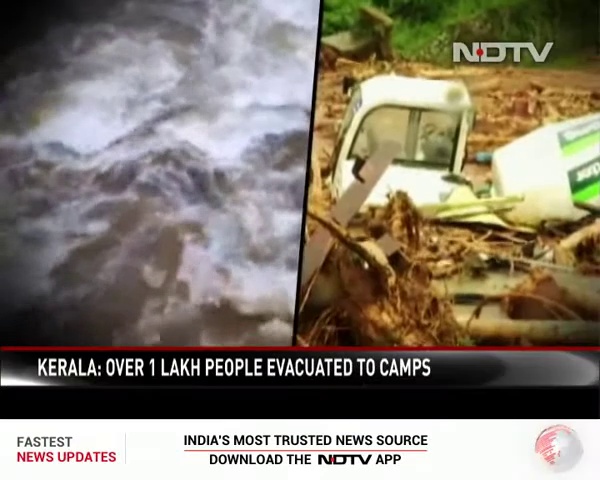 NDTV
KERALA: OVER 1 LAKH PEOPLE EVACUATED TO CAMPS
FASTEST
NEWS UPDATES
INDIA'S MOST TRUSTED NEWS SOURCE
DOWNLOAD THE NDTV APP